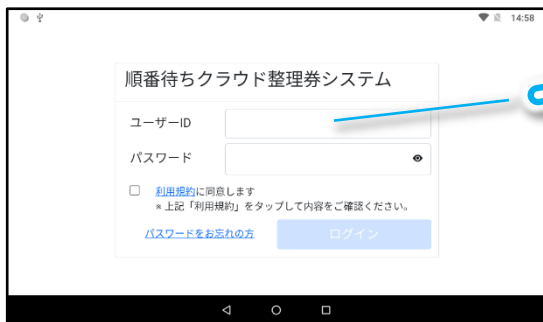 14:58
順番待ちクラウド整理券システム
ユーザーID
パスワード
利用規約に同意します
※上記「利用規約」をタップして内容をご確認ください。
パスワードをお忘れの方
ログイン